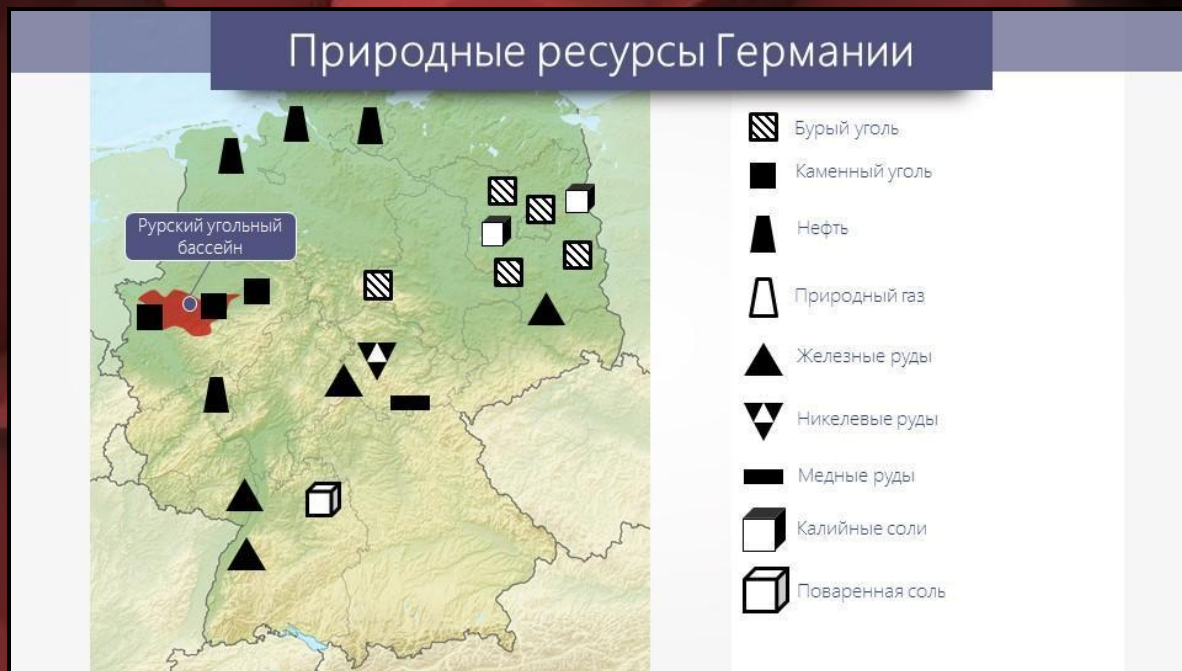 Природные ресурсы Германии
Рурский угольный
бассейн
Бурый уголь
Каменный уголь
Нефть
Природный газ
Железные руды
Никелевые руды
Медные руды
Калийные соли
Поваренная соль